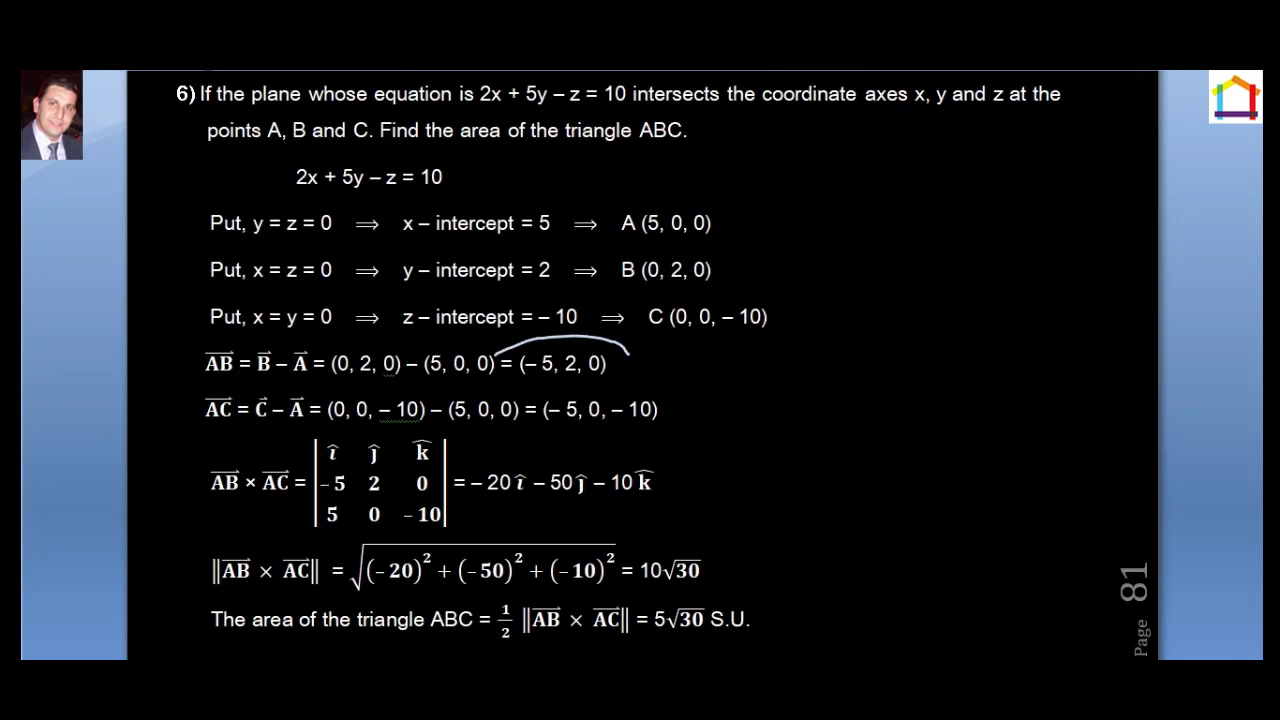 6) If the plane whose equation is 2x + 5y – z = 10 intersects the coordinate axes x, y and z at the
points A, B and C. Find the area of the triangle ABC.
2x + 5y – z = 10
Put, y = z = 0 ⟹ x – intercept = 5 ⟹ A (5, 0, 0)
Put, x = z = 0 ⟹ y – intercept = 2 ⟹ B (0, 2, 0)
Put, x = y = 0 ⟹ z – intercept = – 10 ⟹ C (0, 0, – 10)
AB⃗ = B⃗ – A⃗ = (0, 2, 0) – (5, 0, 0) = (– 5, 2, 0)
AC⃗ = C⃗ – A⃗ = (0, 0, – 10) – (5, 0, 0) = (– 5, 0, – 10)
AB⃗ × AC⃗ = | î ĵ k̂ | – 5 2 0 | 5 0 – 10 | = – 20 î – 50 ĵ – 10 k̂
‖AB⃗ × AC⃗‖ = √((– 20)² + (– 50)² + (– 10)²) = 10√30
The area of the triangle ABC = 1/2 ‖AB⃗ × AC⃗‖ = 5√30 S.U.
Page 81